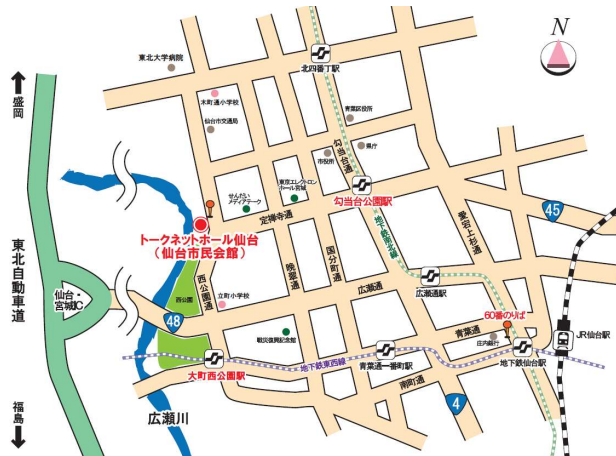 N
盛岡
東北自動車道
福島
仙台・
宮城IC
東北大学病院
木町通小学校
仙台市交通局
北四番丁駅
青葉区役所
市役所
県庁
勾当台通
せんだい
メディアテーク
東京エレクトロン
ホール宮城
勾当台公園駅
定禅寺通
トークネットホール仙台
(仙台市民会館)
西公園通
西公園
立町小学校
晩翠通
国分町通
地下鉄南北線
愛宕上杉通
45
広瀬通
広瀬通駅
48
戦災復興記念館
青葉通
60番のりば
庄内銀行
JR仙台駅
地下鉄仙台駅
大町西公園駅
地下鉄東西線
青葉通一番町駅
南町通
4
広瀬川